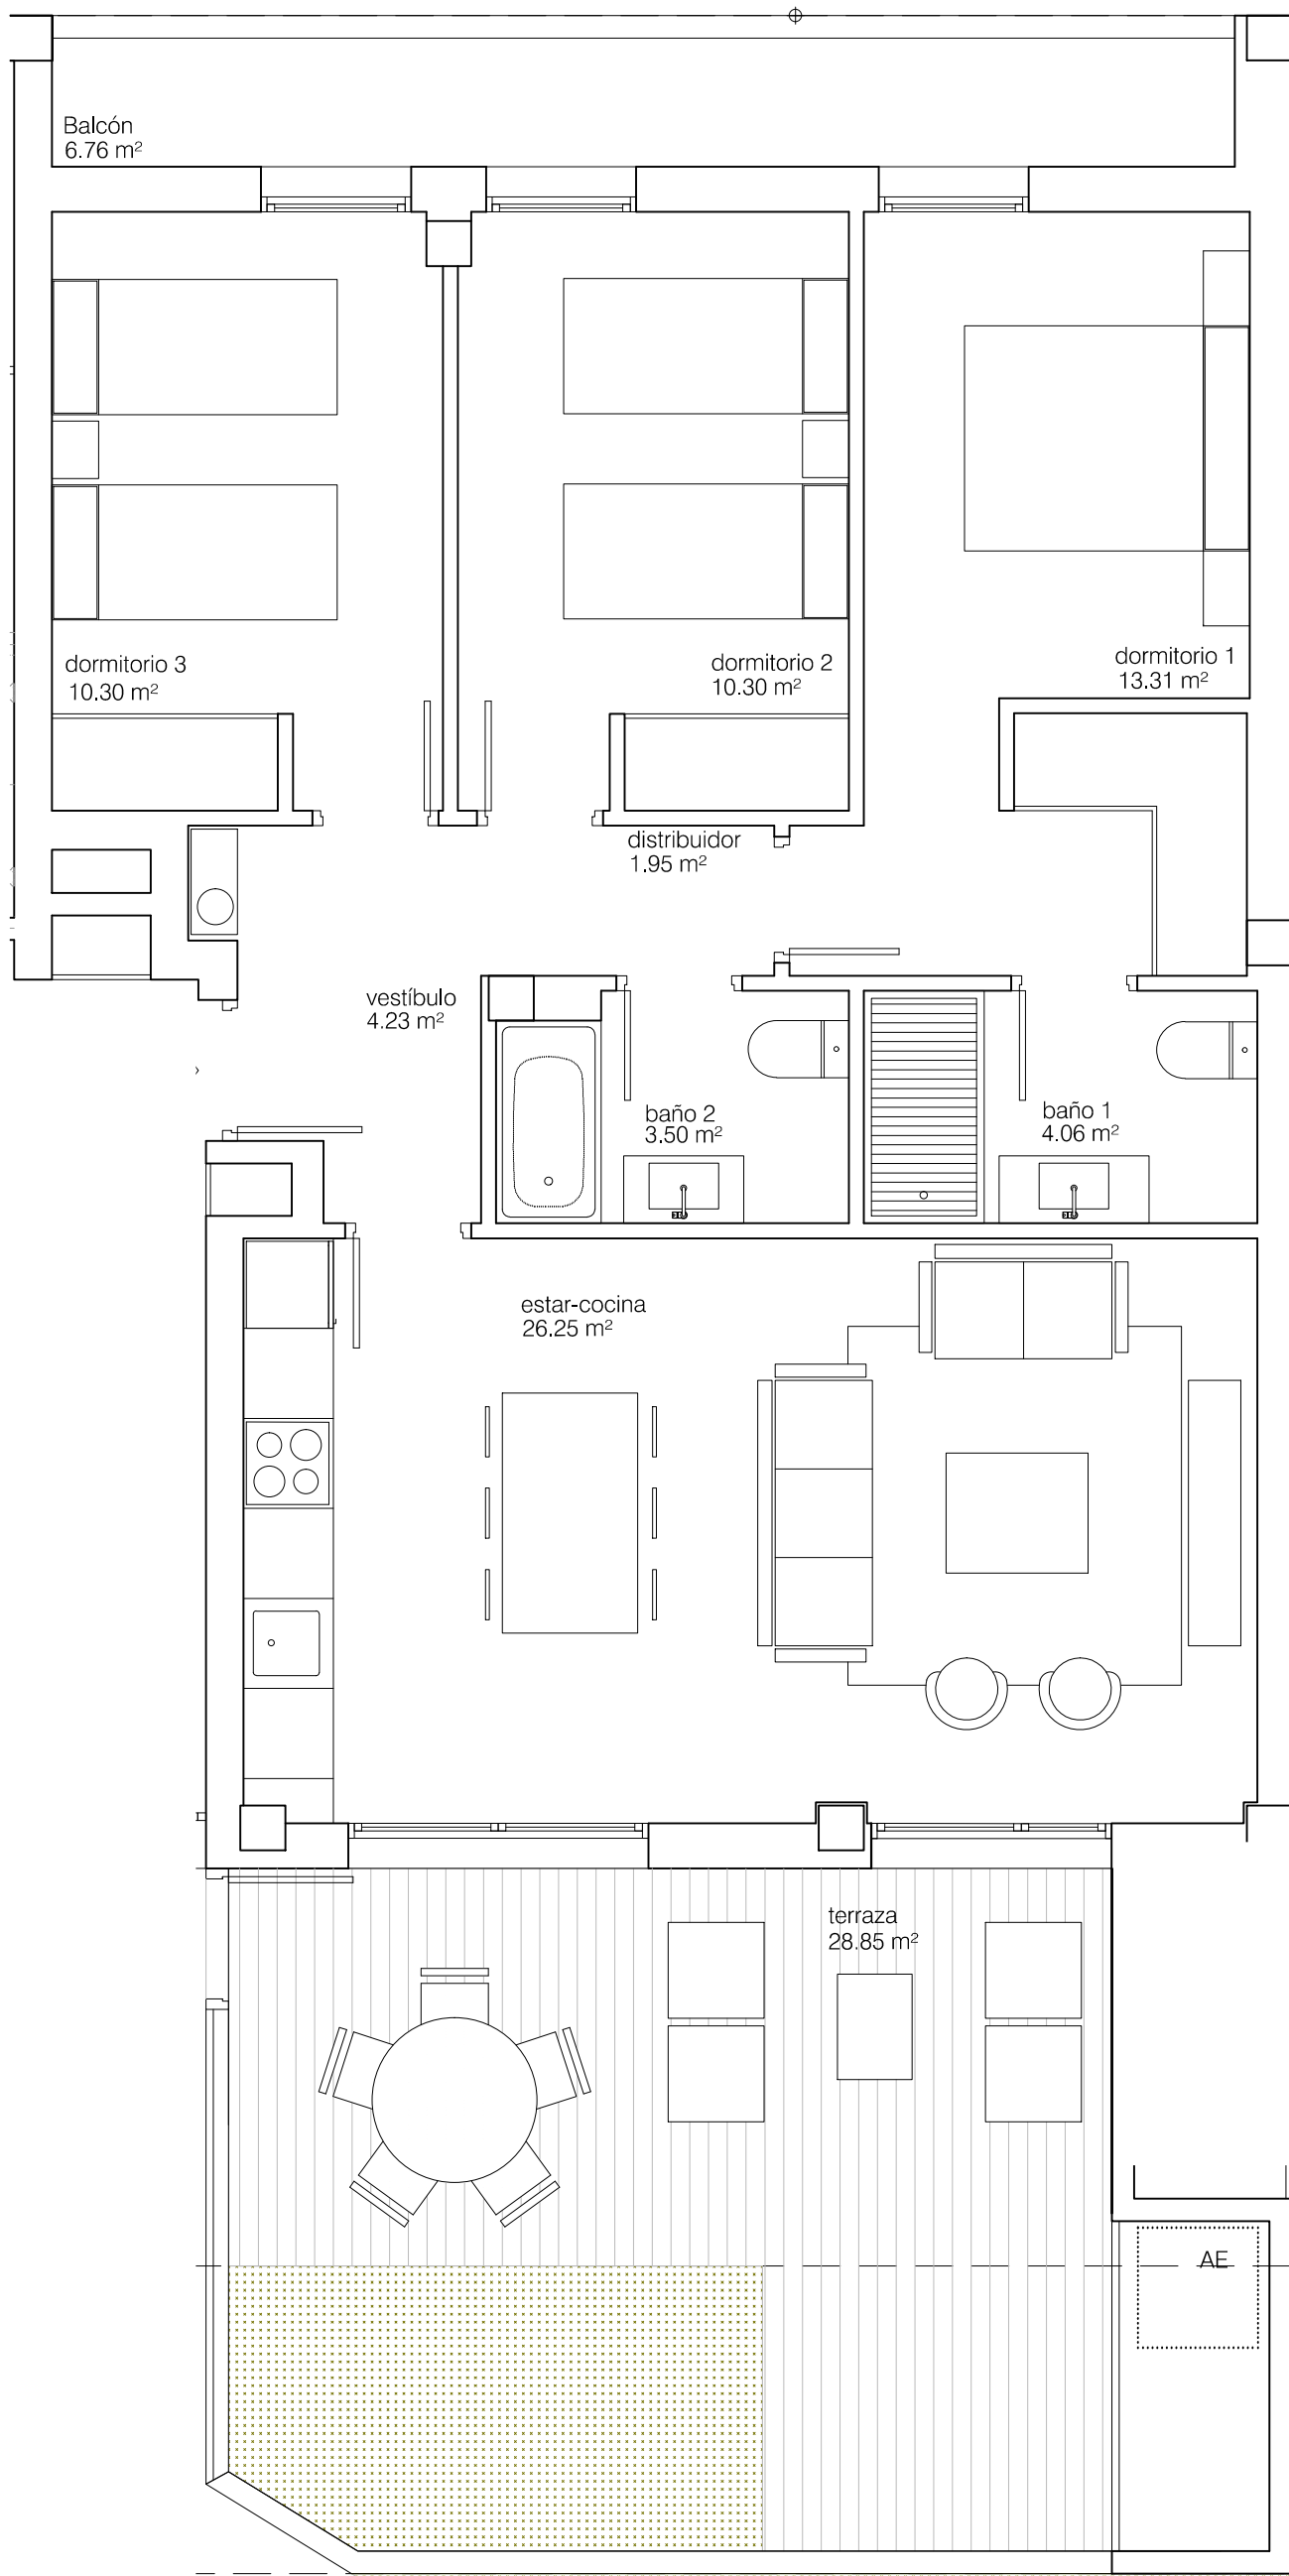 Balcón
6.76 m²
dormitorio 3
10.30 m²
dormitorio 2
10.30 m²
dormitorio 1
13.31 m²
distribuidor
1.95 m²
vestíbulo
4.23 m²
baño 2
3.50 m²
baño 1
4.06 m²
estar-cocina
26.25 m²
terraza
28.85 m²
AE